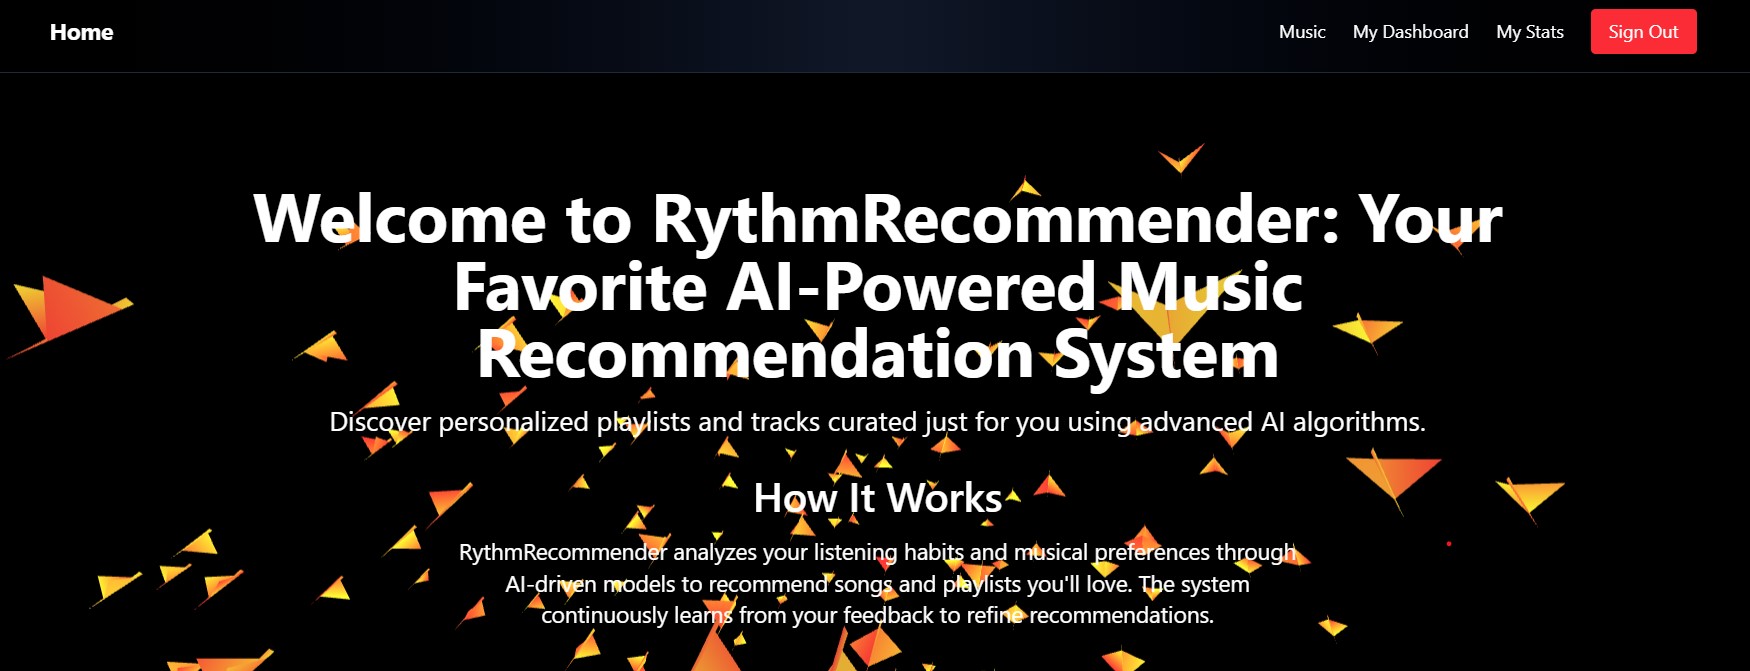 Home
Music
My Dashboard
My Stats
Sign Out
Welcome to RythmRecommender: Your
Favorite AI-Powered Music
Recommendation System
Discover personalized playlists and tracks curated just for you using advanced AI algorithms.
How It Works
RythmRecommender analyzes your listening habits and musical preferences through
AI-driven models to recommend songs and playlists you'll love. The system
continuously learns from your feedback to refine recommendations.